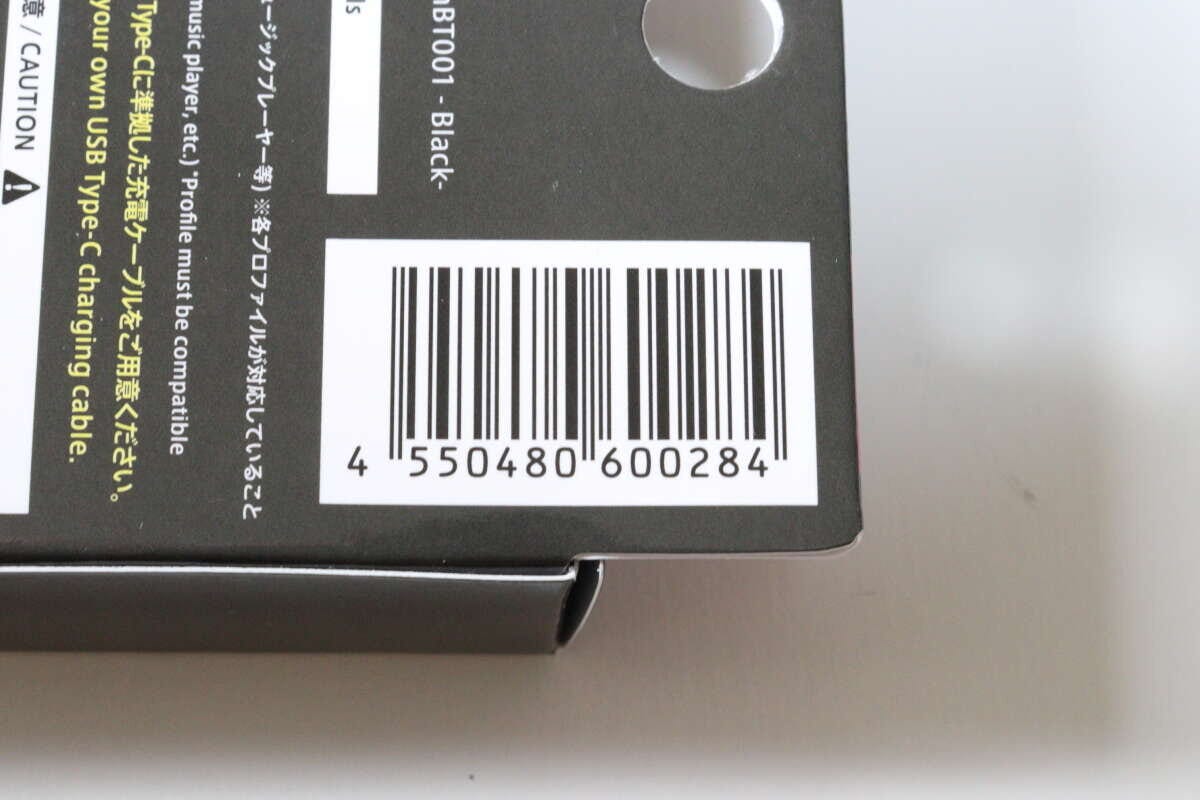 ls
nBT001 - Black-
ュージックプレーヤー等) ※各プロファイルが対応していること
music player, etc.) *Profile must be compatible
Type-Cに準拠した充電ケーブルをご用意ください。
your own USB Type-C charging cable.
意 / CAUTION
4 550480 600284